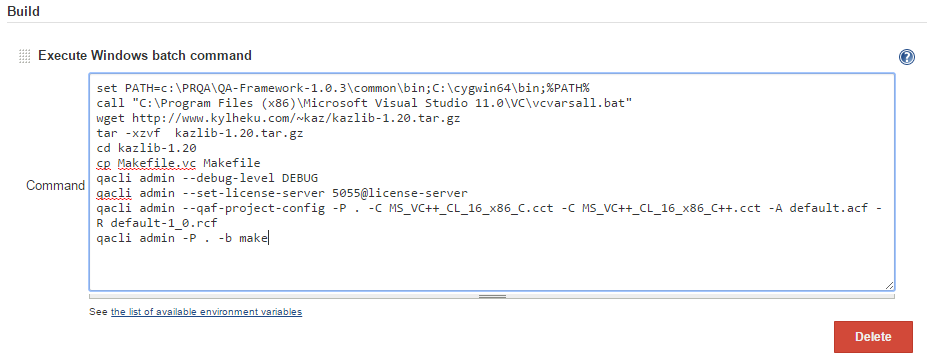 Build
Execute Windows batch command
?
set PATH=c:\PRQA\QA-Framework-1.0.3\common\bin;C:\cygwin64\bin;%PATH%
call "C:\Program Files (x86)\Microsoft Visual Studio 11.0\VC\vcvarsall.bat"
wget http://www.kylheku.com/~kaz/kazlib-1.20.tar.gz
tar -xzvf  kazlib-1.20.tar.gz
cd kazlib-1.20
cp Makefile.vc Makefile
qacli admin --debug-level DEBUG
qacli admin --set-license-server 5055@license-server
qacli admin --qaf-project-config -P . -C MS_VC++_CL_16_x86_C.cct -C MS_VC++_CL_16_x86_C++.cct -A default.acf -
R default-1_0.rcf
qacli admin -P . -b make
Command
See the list of available environment variables
Delete